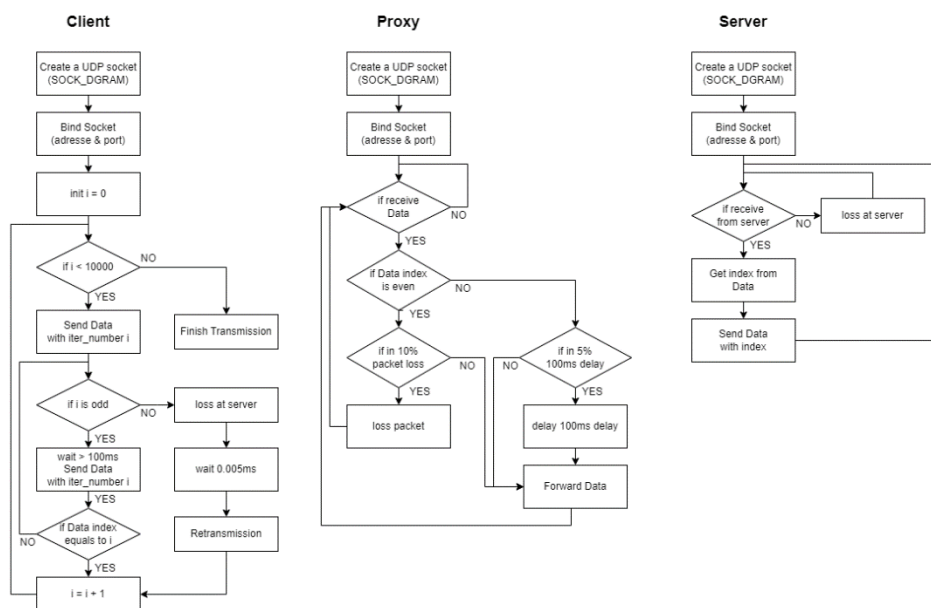 Client
Create a UDP socket
(SOCK_DGRAM)
Bind Socket
(adresse & port)
init i = 0
if i < 10000
NO
YES
Send Data
with iter_number i
Finish Transmission
if i is odd
NO
loss at server
YES
wait > 100ms
Send Data
with iter_number i
wait 0.005ms
YES
if Data index
equals to i
NO
Retransmission
YES
i = i + 1
Proxy
Create a UDP socket
(SOCK_DGRAM)
Bind Socket
(adresse & port)
if receive
Data
NO
YES
if Data index
is even
NO
YES
if in 10%
packet loss
NO
NO
if in 5%
100ms delay
YES
YES
loss packet
delay 100ms delay
Forward Data
Server
Create a UDP socket
(SOCK_DGRAM)
Bind Socket
(adresse & port)
if receive
from server
NO
loss at server
YES
Get index from
Data
Send Data
with index